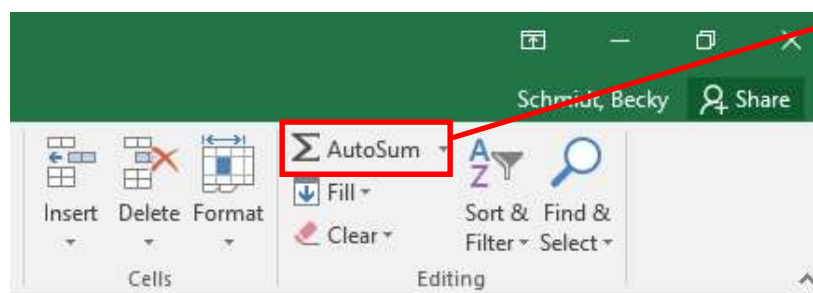 Schmidt, Becky
Share
Σ AutoSum
Fill
Clear
Insert
Delete
Format
Sort &
Filter
Find &
Select
Cells
Editing
A
Z